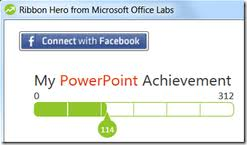 Ribbon Hero from Microsoft Office Labs
f Connect with Facebook
My PowerPoint Achievement
0 312
114